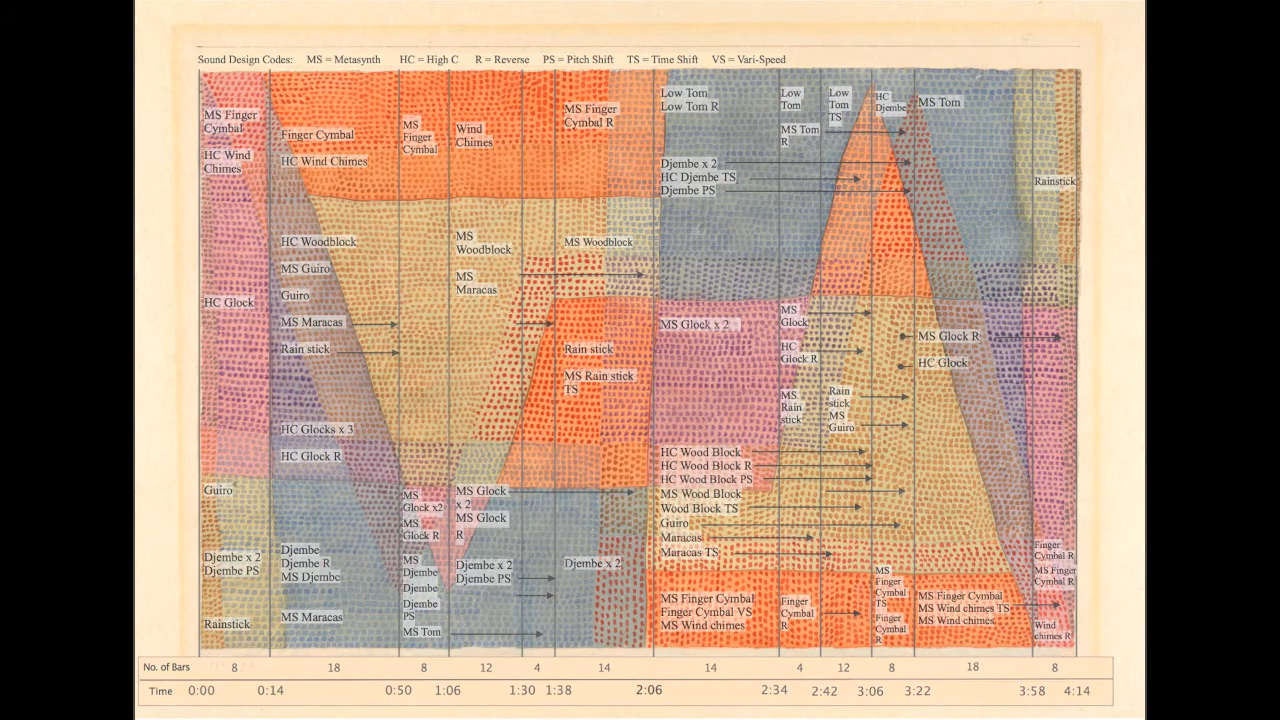 Sound Design Codes: MS = Metasynth HC = High C R = Reverse PS = Pitch Shift TS = Time Shift VS = Vari-Speed
MS Finger
Cymbal
HC Wind
Chimes
HC Glock
Guiro
Djembe x 2
Djembe PS
Rainstick
Finger Cymbal
HC Wind Chimes
HC Woodblock
MS Guiro
Guiro
MS Maracas
Rain stick
HC Glocks x 3
HC Glock R
Djembe
Djembe R
MS Djembe
MS Maracas
MS
Finger
Cymbal
MS
Glock x2
MS
Glock R
MS
Djembe
Djembe
Djembe
PS
MS Tom
Wind
Chimes
MS
Woodblock
MS
Maracas
MS Glock
x 2
MS Glock
R
Djembe x 2
Djembe PS
MS Finger
Cymbal R
MS Woodblock
Rain stick
MS Rain stick
TS
Djembe x 2
Low Tom
Low Tom R
Djembe x 2
HC Djembe TS
Djembe PS
MS Glock x 2
HC Wood Block
HC Wood Block R
HC Wood Block PS
MS Wood Block
Wood Block TS
Guiro
Maracas
Maracas TS
MS Finger Cymbal
Finger Cymbal VS
MS Wind chimes
Low
Tom
MS Tom
R
MS
Glock
HC
Glock R
MS
Rain
stick
Finger
Cymbal
R
Low
Tom
TS
Rain
stick
MS
Guiro
HC
Djembe
MS
Finger
Cymbal
TS
Finger
Cymbal
R
MS Tom
MS Glock R
HC Glock
MS Finger Cymbal
MS Wind chimes TS
MS Wind chimes
Rainstick
Finger
Cymbal R
MS Finger
Cymbal R
Wind
chimes R
No. of Bars 8 18 8 12 4 14 14 4 12 8 18 8
Time 0:00 0:14 0:50 1:06 1:30 1:38 2:06 2:34 2:42 3:06 3:22 3:58 4:14